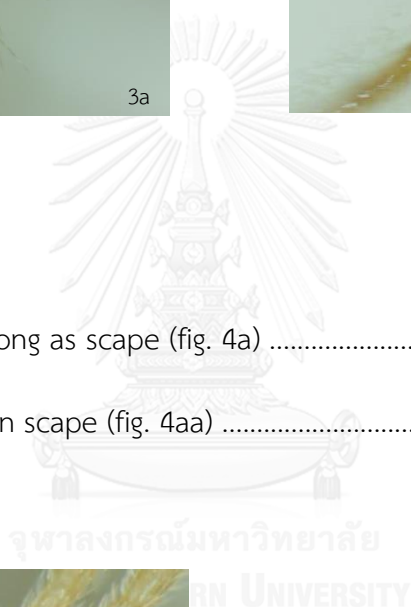 3a
ong as scape (fig. 4a) ........................
n scape (fig. 4aa) ................................
จุฬาลงกรณ์มหาวิทยาลัย
RN UNIVERSITY